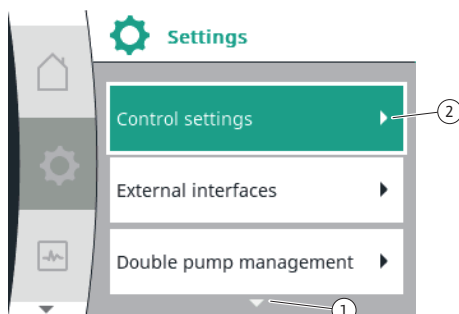 Settings
Control settings
2
External interfaces
Double pump management
1